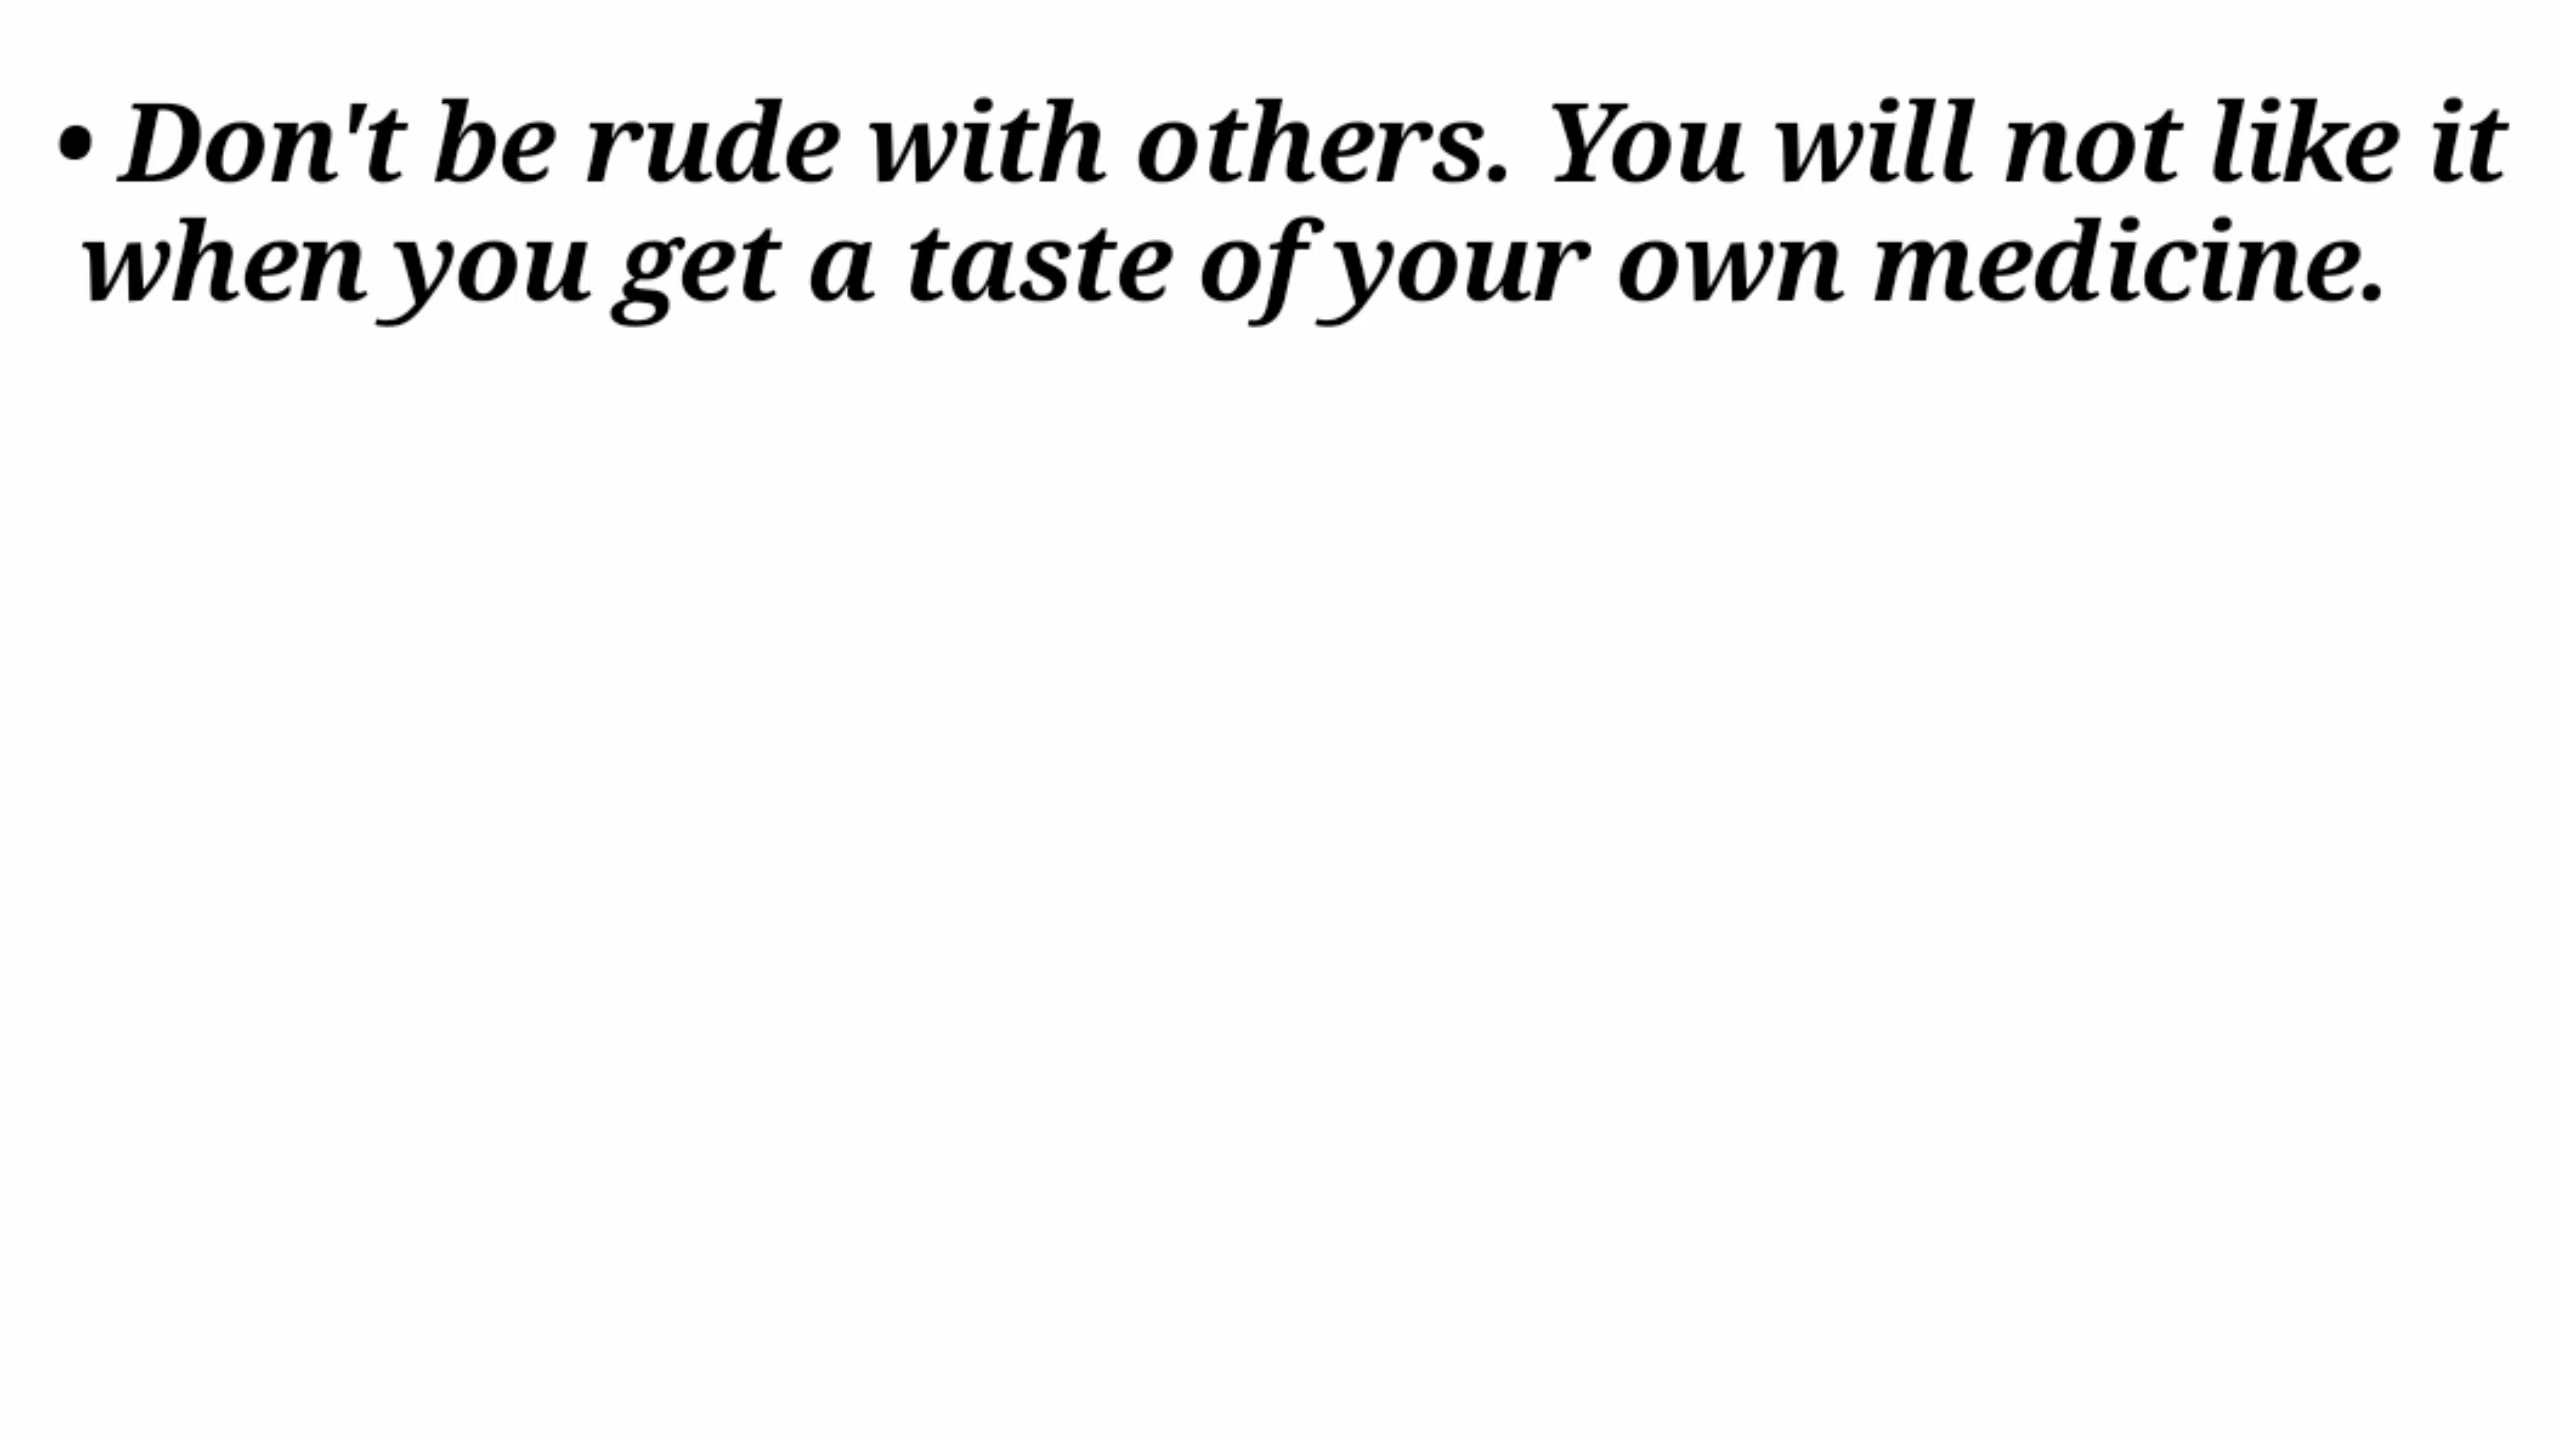 • Don't be rude with others. You will not like it
when you get a taste of your own medicine.